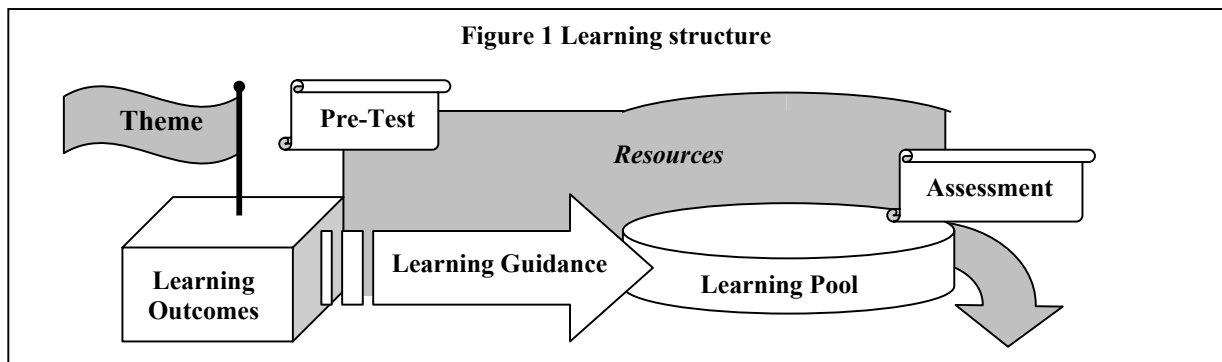 Figure 1 Learning structure
Theme
Pre-Test
Resources
Assessment
Learning Guidance
Learning Pool
Learning
Outcomes